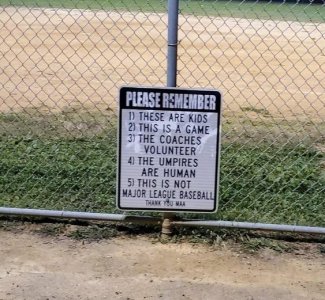 PLEASE REMEMBER
1) THESE ARE KIDS
2) THIS IS A GAME
3) THE COACHES
VOLUNTEER
4) THE UMPIRES
ARE HUMAN
5) THIS IS NOT
MAJOR LEAGUE BASEBALL
THANK YOU MAA